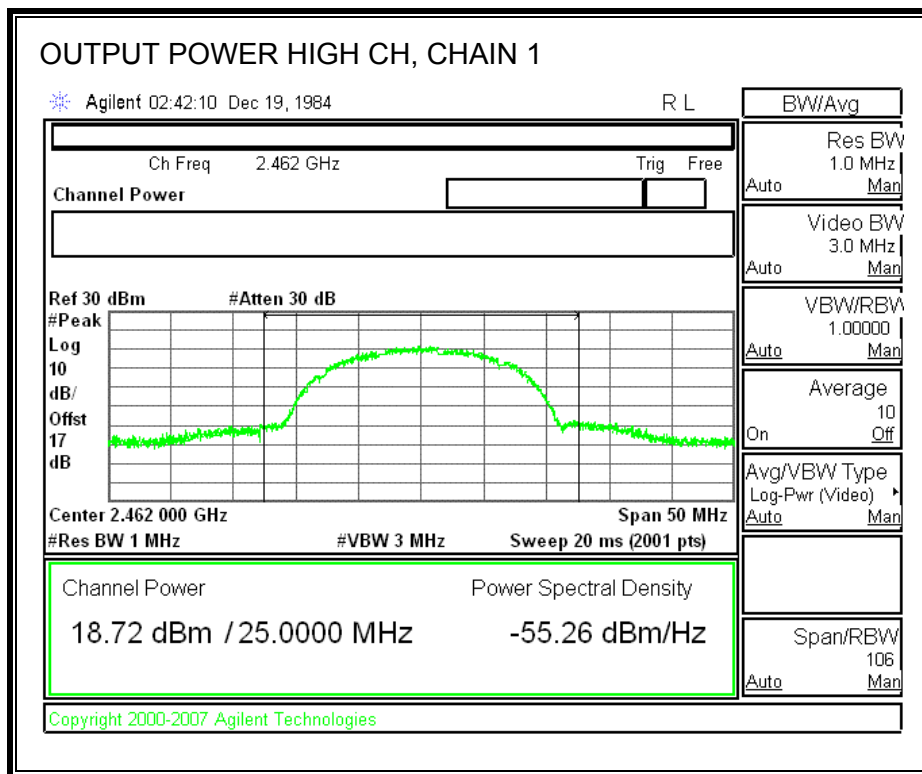 OUTPUT POWER HIGH CH, CHAIN 1
Agilent 02:42:10 Dec 19, 1984 R L
BW/Avg
Ch Freq 2.462 GHz Trig Free
Channel Power
Res BW
1.0 MHz
Auto Man
Video BW
3.0 MHz
Auto Man
Ref 30 dBm #Atten 30 dB
#Peak
Log
10
dB/
Offst
17
dB
VBW/RBW
1.00000
Auto Man
Average
10
On Off
Avg/VBW Type
Log-Pwr (Video)
Auto Man
Center 2.462 000 GHz Span 50 MHz
#Res BW 1 MHz #VBW 3 MHz Sweep 20 ms (2001 pts)
Channel Power Power Spectral Density
18.72 dBm / 25.0000 MHz -55.26 dBm/Hz
Span/RBW
106
Auto Man
Copyright 2000-2007 Agilent Technologies